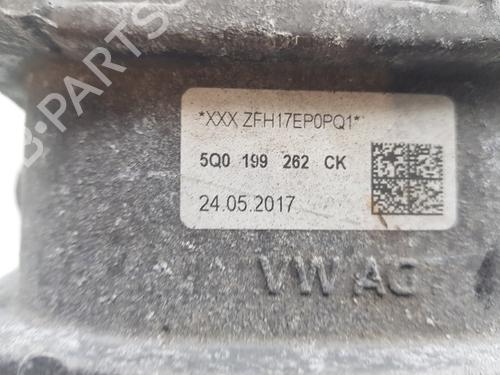 *XXX ZFH17EP0PQ1*
5Q0 199 262 CK
24.05.2017
VW AG
B-PARTS